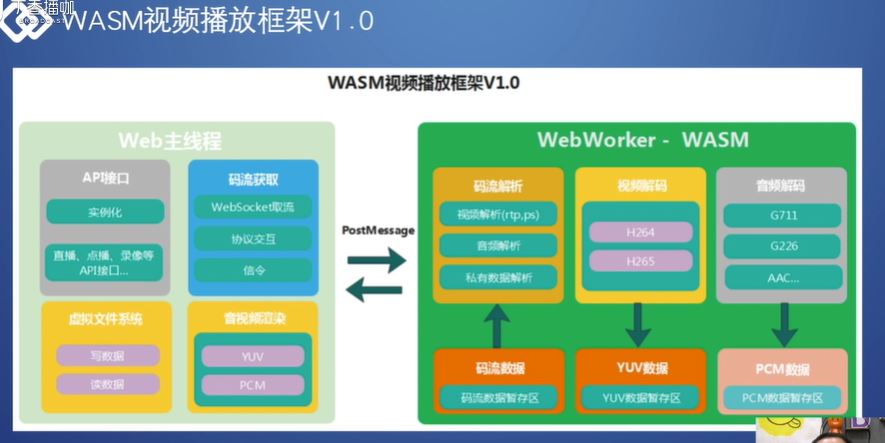 WASM视频播放框架V1.0
BROADCAST
WASM视频播放框架V1.0
Web主线程
API接口
实例化
直播、点播、录像等
API接口...
码流获取
WebSocket取流
协议交互
信令
虚拟文件系统
写数据
读数据
音视频渲染
YUV
PCM
PostMessage
WebWorker - WASM
码流解析
视频解析(rtp,ps)
音频解析
私有数据解析
视频解码
H264
H265
音频解码
G711
G226
AAC...
码流数据
码流数据暂存区
YUV数据
YUV数据暂存区
PCM数据
PCM数据暂存区